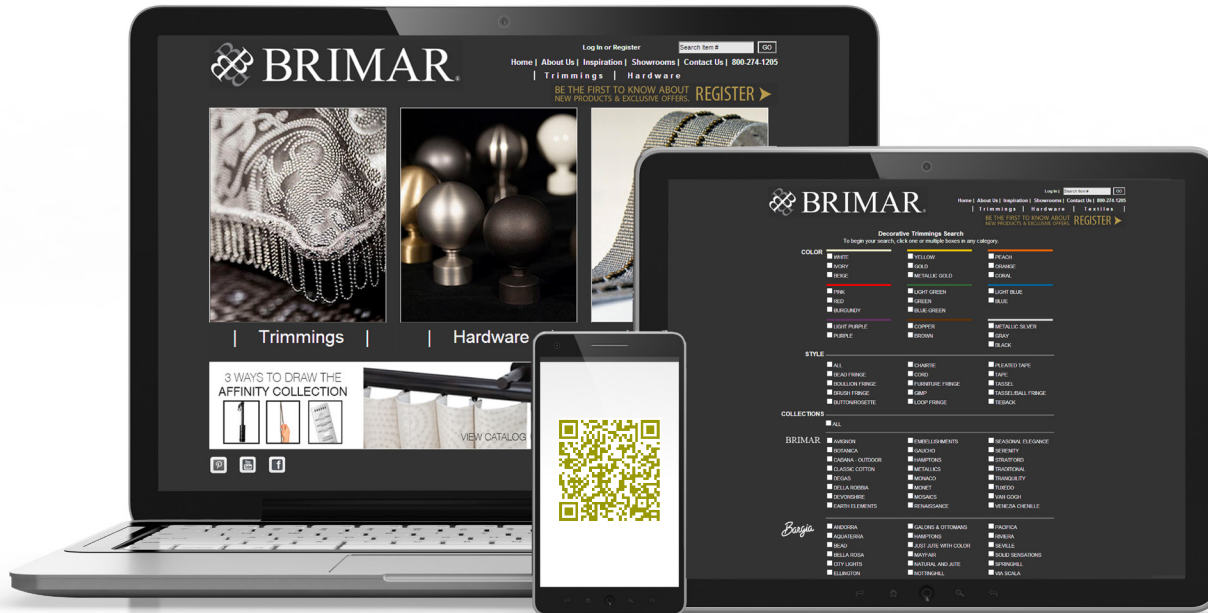 BRIMAR
Log In or Register
Search Item #
GO
Home | About Us | Inspiration | Showrooms | Contact Us | 800-274-1205
| Trimmings | Hardware
BE THE FIRST TO KNOW ABOUT
NEW PRODUCTS & EXCLUSIVE OFFERS.
REGISTER
| Trimmings |
| Hardware
3 WAYS TO DRAW THE
AFFINITY COLLECTION
VIEW CATALOG
BRIMAR
Log In |
Search Item #
GO
Home | About Us | Inspiration | Showrooms | Contact Us | 800-274-1205
| Trimmings | Hardware | Textiles |
BE THE FIRST TO KNOW ABOUT
NEW PRODUCTS & EXCLUSIVE OFFERS.
REGISTER
Decorative Trimmings Search
To begin your search, click one or multiple boxes in any category.
COLOR
WHITE
IVORY
BEIGE
YELLOW
GOLD
METALLIC GOLD
PEACH
ORANGE
CORAL
PINK
RED
BURGUNDY
LIGHT GREEN
GREEN
BLUE-GREEN
LIGHT BLUE
BLUE
LIGHT PURPLE
PURPLE
COPPER
BROWN
METALLIC SILVER
GRAY
BLACK
STYLE
ALL
BEAD FRINGE
BOULLION FRINGE
BRUSH FRINGE
BUTTON/ROSETTE
CHAIRTIE
CORD
FURNITURE FRINGE
GIMP
LOOP FRINGE
PLEATED TAPE
TAPE
TASSEL
TASSEL/BALL FRINGE
TIEBACK
COLLECTIONS
ALL
BRIMAR
AVIGNON
BOTANICA
CABANA - OUTDOOR
CLASSIC COTTON
DEGAS
DELLA ROBBIA
DEVONSHIRE
EARTH ELEMENTS
EMBELLISHMENTS
GAUCHO
HAMPTONS
METALLICS
MONACO
MONET
MOSAICS
RENAISSANCE
SEASONAL ELEGANCE
SERENITY
STRATFORD
TRADITIONAL
TRANQUILITY
TUXEDO
VAN GOGH
VENEZIA CHENILLE
Bargia
ANDORRA
AQUATERRA
BEAD
BELLA ROSA
CITY LIGHTS
ELLINGTON
GALONS & OTTOMANS
HAMPTONS
JUST JUTE WITH COLOR
MAYFAIR
NATURAL AND JUTE
NOTTINGHILL
PACIFICA
RIVIERA
SEVILLE
SOLID SENSATIONS
SPRINGHILL
VIA SCALA